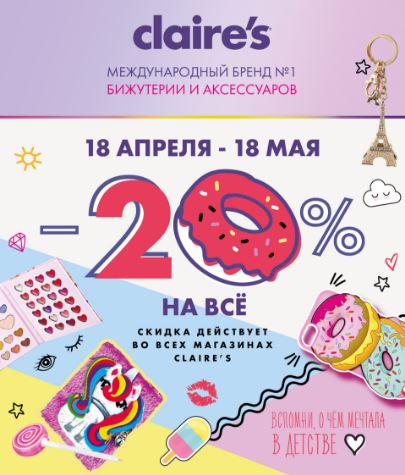 claire's®
МЕЖДУНАРОДНЫЙ БРЕНД №1
БИЖУТЕРИИ И АКСЕССУАРОВ
18 АПРЕЛЯ - 18 МАЯ
-20%
НА ВСЁ
СКИДКА ДЕЙСТВУЕТ
ВО ВСЕХ МАГАЗИНАХ
CLAIRE'S
ВСПОМНИ, О ЧЁМ МЕЧТАЛА
В ДЕТСТВЕ